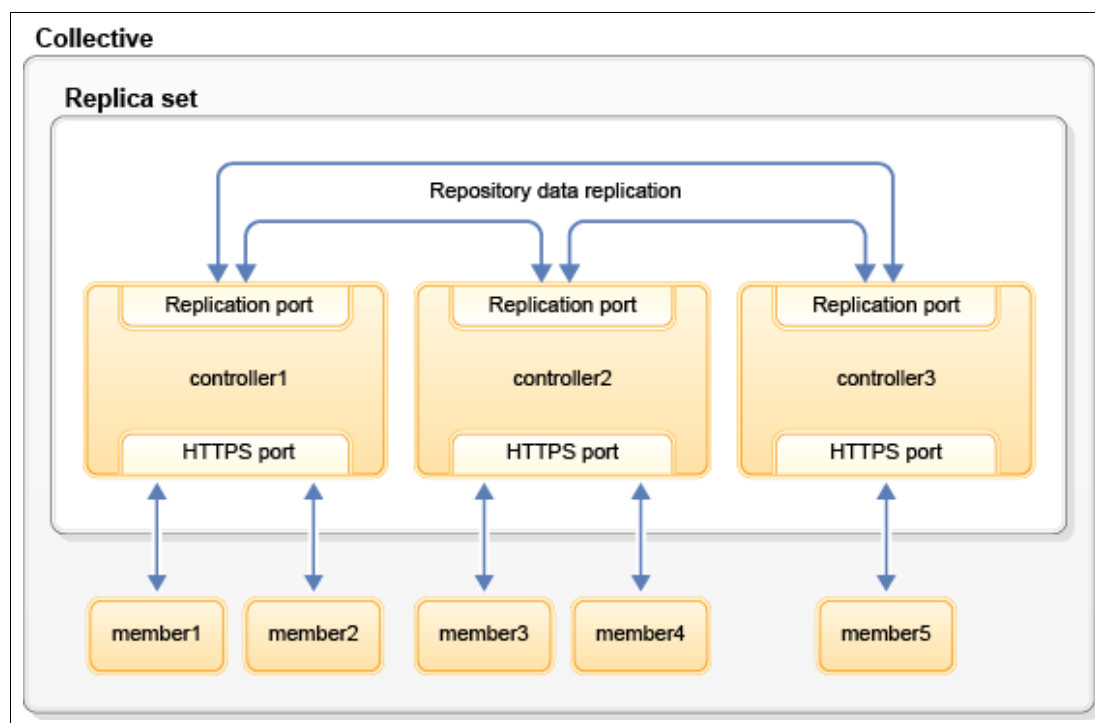 Collective
Replica set
Repository data replication
Replication port
Replication port
Replication port
controller1
controller2
controller3
HTTPS port
HTTPS port
HTTPS port
member1
member2
member3
member4
member5